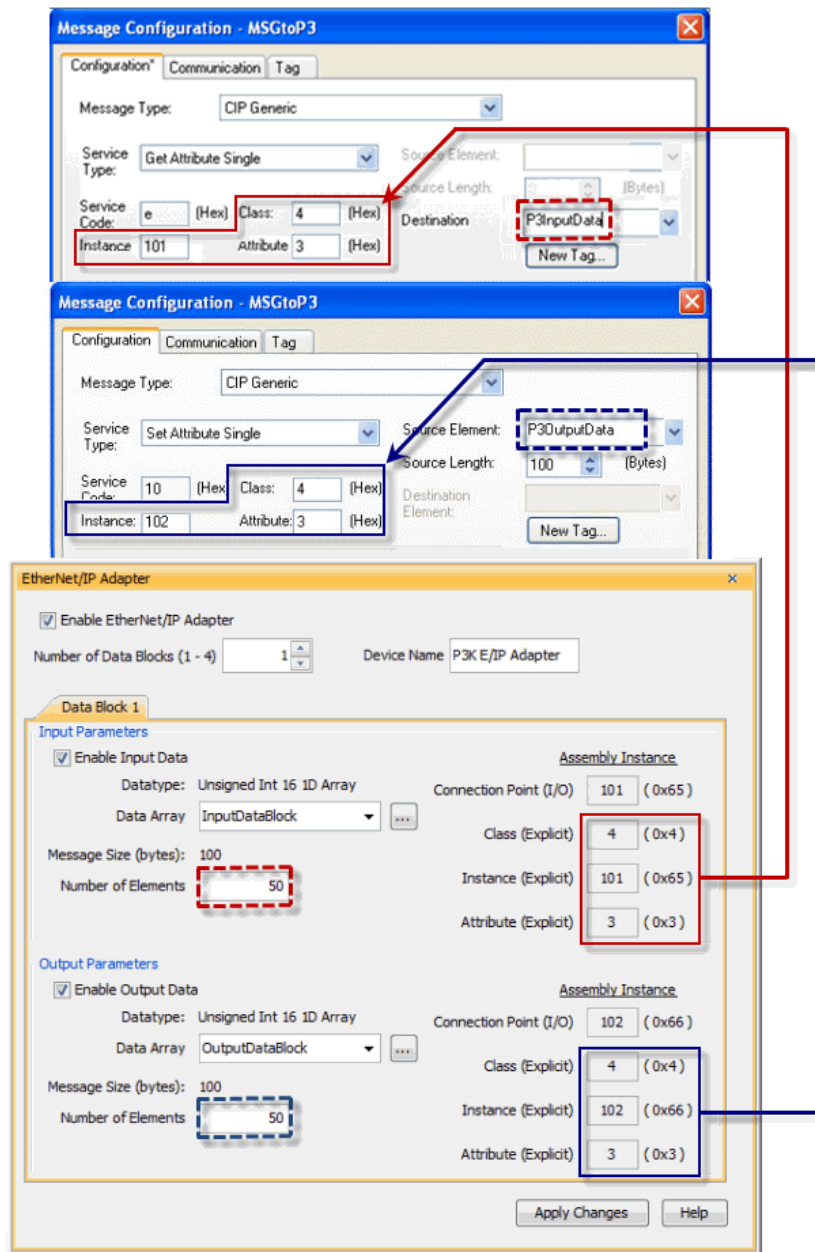 Message Configuration - MSGtoP3
Configuration* Communication Tag
Message Type: CIP Generic
Service Type: Get Attribute Single Source Element:
Source Length: (Bytes)
Service Code: e (Hex) Class: 4 (Hex) Destination P3InputData
Instance 101 Attribute 3 (Hex)
New Tag...
Message Configuration - MSGtoP3
Configuration Communication Tag
Message Type: CIP Generic
Service Type: Set Attribute Single Source Element: P3OutputData
Source Length: 100 (Bytes)
Service Code: 10 (Hex Class: 4 (Hex) Destination Element:
Instance: 102 Attribute: 3 (Hex)
New Tag...
EtherNet/IP Adapter
Enable EtherNet/IP Adapter
Number of Data Blocks (1 - 4) 1 Device Name P3K E/IP Adapter
Data Block 1
Input Parameters
Enable Input Data Assembly Instance
Datatype: Unsigned Int 16 1D Array Connection Point (I/O) 101 (0x65)
Data Array InputDataBlock ...
Class (Explicit) 4 (0x4)
Message Size (bytes): 100
Number of Elements 50 Instance (Explicit) 101 (0x65)
Attribute (Explicit) 3 (0x3)
Output Parameters
Enable Output Data Assembly Instance
Datatype: Unsigned Int 16 1D Array Connection Point (I/O) 102 (0x66)
Data Array OutputDataBlock ...
Class (Explicit) 4 (0x4)
Message Size (bytes): 100
Number of Elements 50 Instance (Explicit) 102 (0x66)
Attribute (Explicit) 3 (0x3)
Apply Changes Help